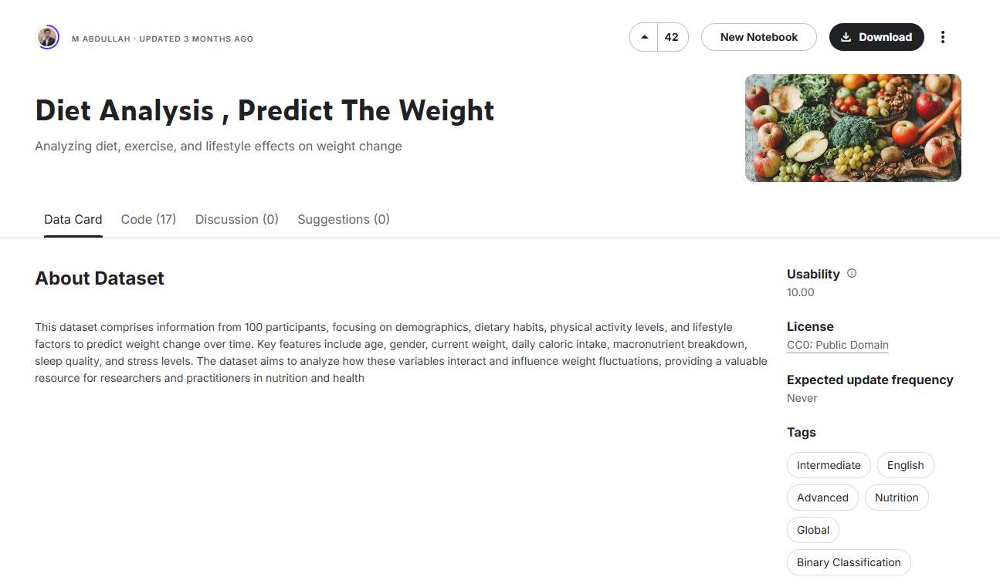 M ABDULLAH · UPDATED 3 MONTHS AGO
42
New Notebook
Download
Diet Analysis , Predict The Weight
Analyzing diet, exercise, and lifestyle effects on weight change
Data Card
Code (17)
Discussion (0)
Suggestions (0)
About Dataset
This dataset comprises information from 100 participants, focusing on demographics, dietary habits, physical activity levels, and lifestyle
factors to predict weight change over time. Key features include age, gender, current weight, daily caloric intake, macronutrient breakdown,
sleep quality, and stress levels. The dataset aims to analyze how these variables interact and influence weight fluctuations, providing a valuable
resource for researchers and practitioners in nutrition and health
Usability
10.00
License
CC0: Public Domain
Expected update frequency
Never
Tags
Intermediate
English
Advanced
Nutrition
Global
Binary Classification